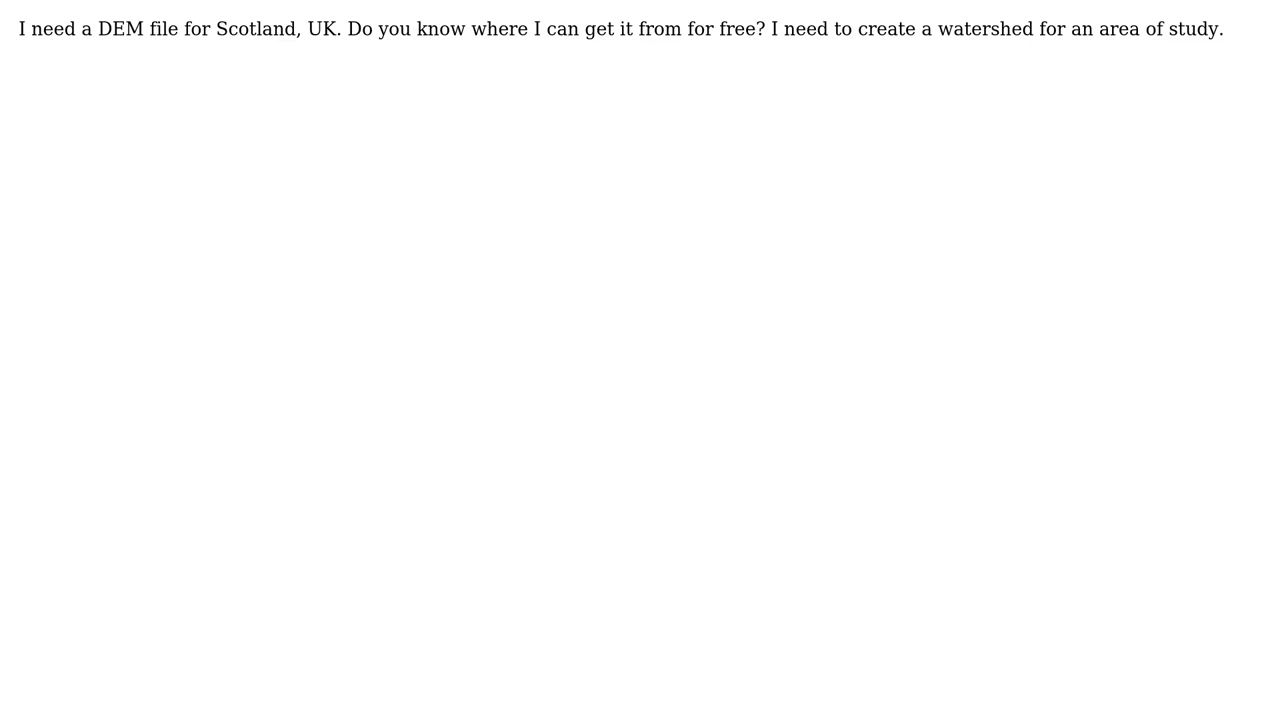 I need a DEM file for Scotland, UK. Do you know where I can get it from for free? I need to create a watershed for an area of study.